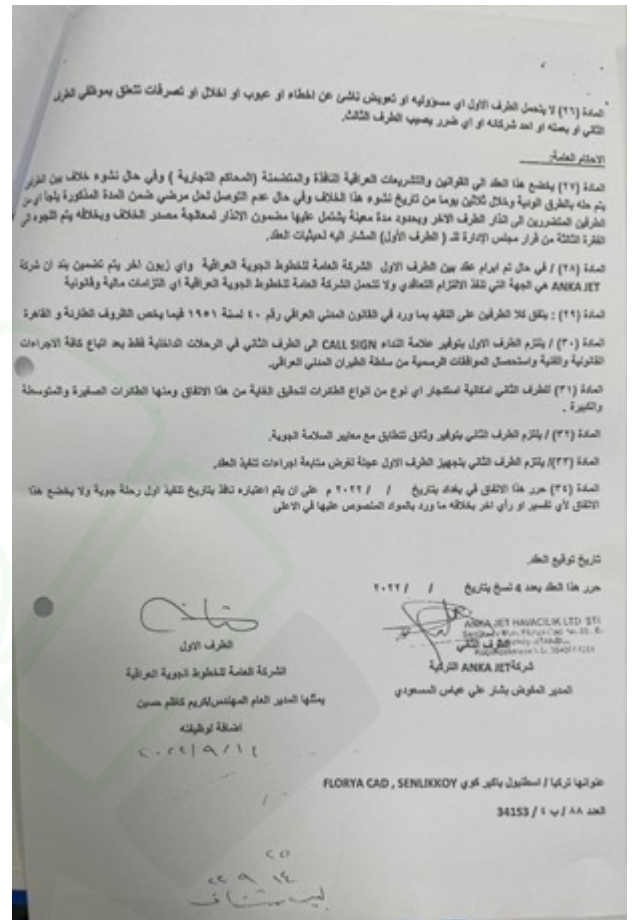 المادة (٢٦) لا يتحمل الطرف الاول اي مسؤوليه او تعويض ناشئ عن اخطاء او عيوب او اخلال او تصرفات تتعلق بموظفي الطرف
الثاني او بعثه او احد شركائه او اي ضرر يصيب الطرف الثالث.
الاحكام العامة:
المادة (٢٧) يخضع هذا العقد الى القوانين والتشريعات العراقية النافذة والمتضمنة (المحاكم التجارية ) وفي حال نشوء خلاف بين الطرفين
يتم حله بالطرق الودية وخلال ثلاثين يوما من تاريخ نشوء هذا الخلاف وفي حال عدم التوصل لحل مرضي ضمن المدة المذكورة يلجأ اي من
الطرفين المتضررين الى انذار الطرف الاخر وبحدود مدة معينة يشتمل عليها مضمون الانذار لمعالجة مصدر الخلاف وبخلافه يتم اللجوء الى
الفقرة الثالثة من قرار مجلس الإدارة للـ ( الطرف الأول) المشار اليه لحيثيات العقد.
المادة (٢٨) / في حال تم ابرام عقد بين الطرف الاول الشركة العامة للخطوط الجوية العراقية واي زبون اخر يتم تضمين بند ان شركة
ANKA JET هي الجهة التي تنفذ الالتزام التعاقدي ولا تتحمل الشركة العامة للخطوط الجوية العراقية اي التزامات مالية وقانونية
المادة (٢٩) : يتفق كلا الطرفين على التقيد بما ورد في القانون المدني العراقي رقم ٤٠ لسنة ١٩٥١ فيما يخص الظروف الطارئة و القاهرة
المادة (٣٠) / يلتزم الطرف الاول بتوفير علامة النداء CALL SIGN الى الطرف الثاني في الرحلات الداخلية فقط بعد اتباع كافة الاجراءات
القانونية والفنية واستحصال الموافقات الرسمية من سلطة الطيران المدني العراقي.
المادة (٣١) للطرف الثاني امكانية استئجار اي نوع من انواع الطائرات لتحقيق الغاية من هذا الاتفاق ومنها الطائرات الصغيرة والمتوسطة
والكبيرة .
المادة (٣٢) / يلتزم الطرف الثاني بتوفير وثائق تتطابق مع معايير السلامة الجوية.
المادة (٣٣)/ يلتزم الطرف الثاني بتجهيز الطرف الاول عجلة لغرض متابعة اجراءات تنفيذ العقد.
المادة (٣٤) حرر هذا الاتفاق في بغداد بتاريخ / / ٢٠٢٢ م على ان يتم اعتباره نافذ بتاريخ تنفيذ اول رحلة جوية ولا يخضع هذا
الاتفاق لأي تفسير او رأي اخر بخلافه ما ورد بالمواد المنصوص عليها في الاعلى
تاريخ توقيع العقد.
حرر هذا العقد بعدد 4 نسخ بتاريخ / / ٢٠٢٢
ANKA JET HAVACILIK LTD ŞTİ
الطرف الثاني
شركة ANKA JET التركية
المدير المفوض بشار علي عباس المسعودي
الطرف الاول
الشركة العامة للخطوط الجوية العراقية
يمثلها المدير العام المهندس/كريم كاظم حسين
اضافة لوظيفته
٢٠٢٢/٩/١٤
عنوانها تركيا / اسطنبول باكير كوي FLORYA CAD , SENLIKKOY
العدد ٨٨ / ب ٤ / 34153
٢٥
١٤ ٩ ٢٢